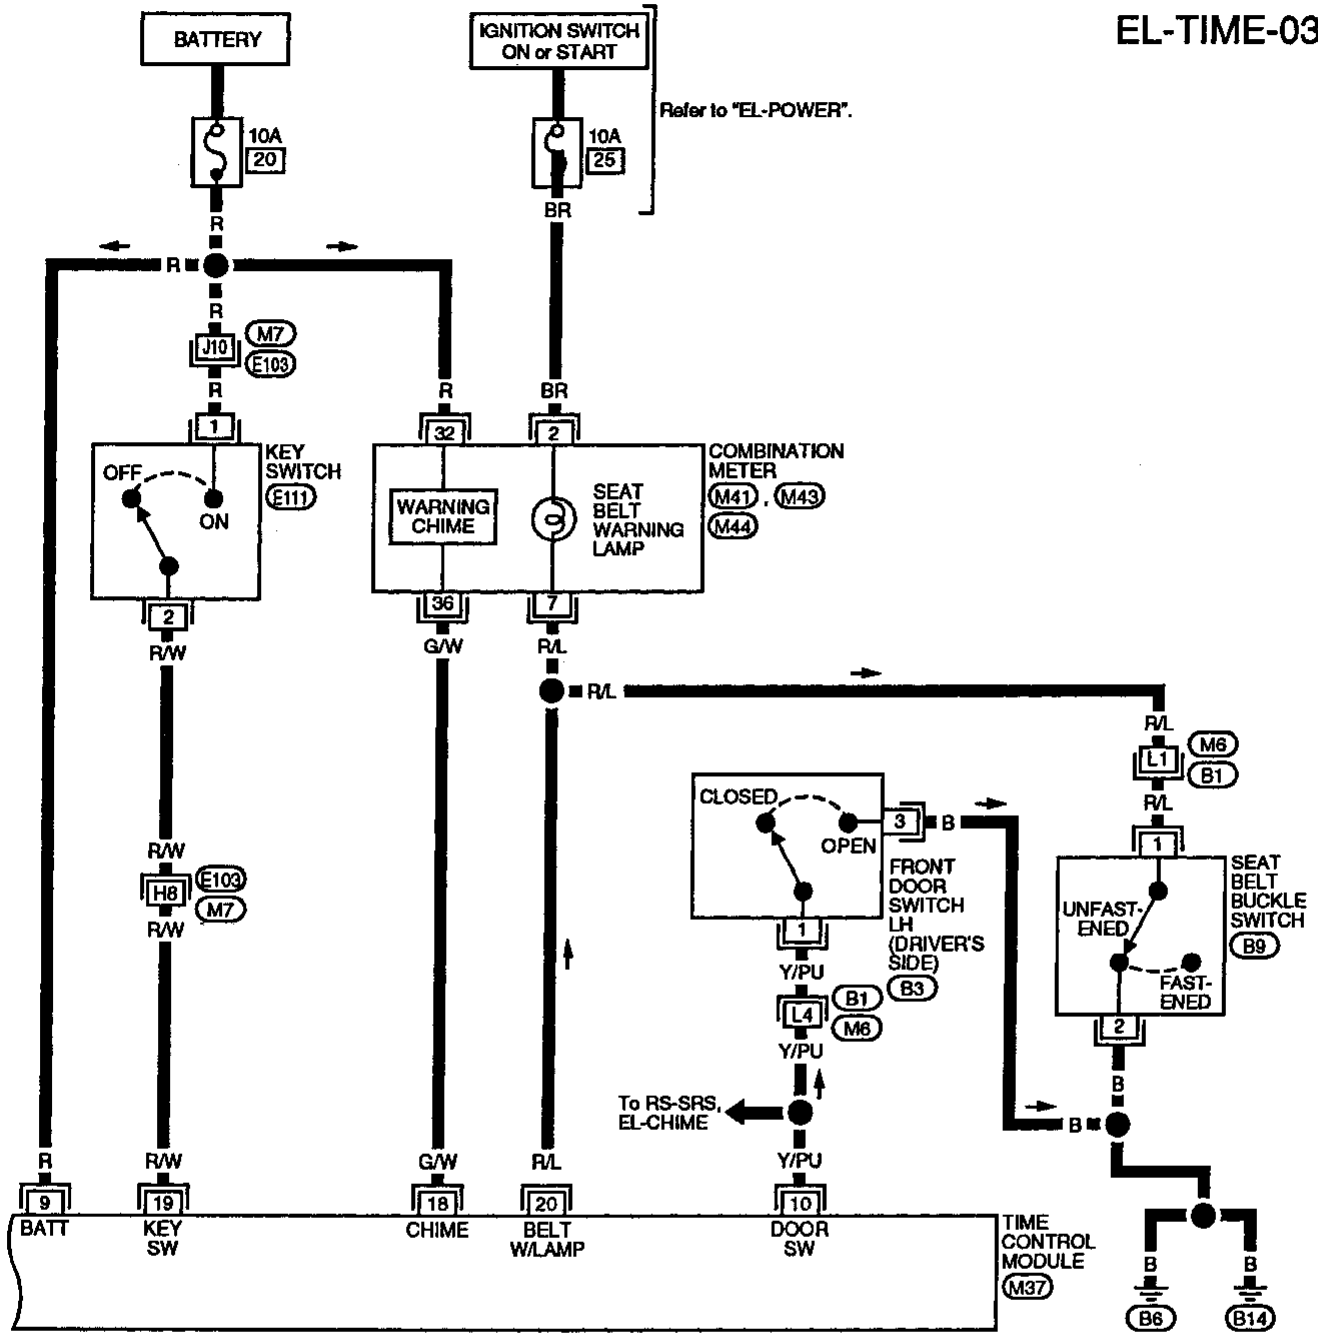 EL-TIME-03
BATTERY
IGNITION SWITCH
ON or START
Refer to "EL-POWER".
10A
20
10A
25
R
BR
R
R
J10
M7
E103
R
R
BR
1
32
2
KEY
SWITCH
E111
OFF
ON
WARNING
CHIME
SEAT
BELT
WARNING
LAMP
COMBINATION
METER
M41 , M43
M44
2
36
7
R/W
G/W
R/L
R/L
R/L
L1
M6
B1
R/L
CLOSED
OPEN
3
B
FRONT
DOOR
SWITCH
LH
(DRIVER'S
SIDE)
B3
1
1
SEAT
BELT
BUCKLE
SWITCH
B9
UNFAST-
ENED
FAST-
ENED
2
R/W
H8
E103
M7
R/W
Y/PU
L4
B1
M6
Y/PU
To RS-SRS,
EL-CHIME
B
B
R
R/W
G/W
R/L
Y/PU
9
19
18
20
10
BATT
KEY
SW
CHIME
BELT
W/LAMP
DOOR
SW
TIME
CONTROL
MODULE
M37
B
B
B6
B14